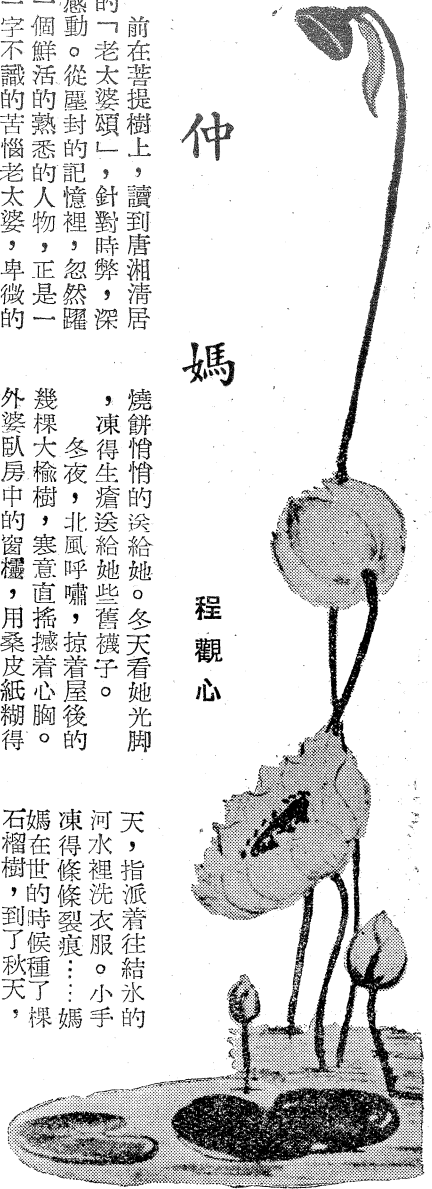 仲媽
程觀心
前在菩提樹上，讀到唐湘清居
的「老太婆頌」，針對時弊，深
感動。從塵封的記憶裡，忽然躍
一個鮮活的熟悉的人物，正是一
字不識的苦惱老太婆，卑微的
燒餅悄悄的送給她。冬天看她光脚
，凍得生瘡送給她些舊襪子。
冬夜，北風呼嘯，掠着屋後的
幾棵大榆樹，寒意直搖撼着心胸。
外婆臥房中的窗欞，用桑皮紙糊得
天，指派着往結氷的
河水裡洗衣服。小手
凍得條條裂痕……媽
媽在世的時候種了棵
石榴樹，到了秋天，